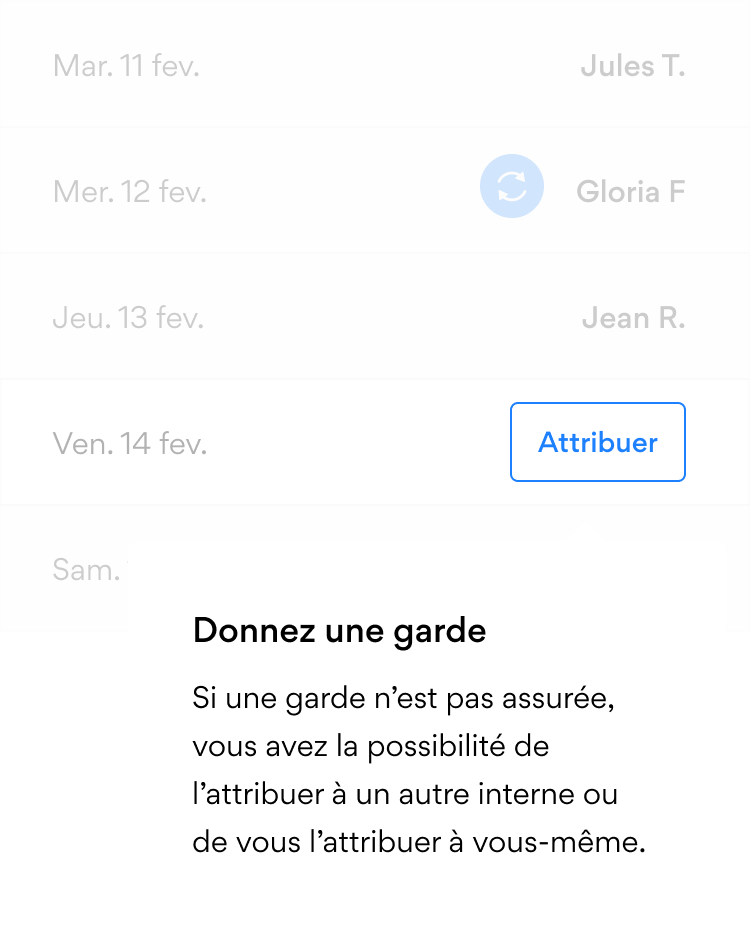 Mar. 11 fev. Jules T.
Mer. 12 fev. Gloria F
Jeu. 13 fev. Jean R.
Ven. 14 fev. Attribuer
Sam.
Donnez une garde
Si une garde n’est pas assurée,
vous avez la possibilité de
l’attribuer à un autre interne ou
de vous l’attribuer à vous-même.